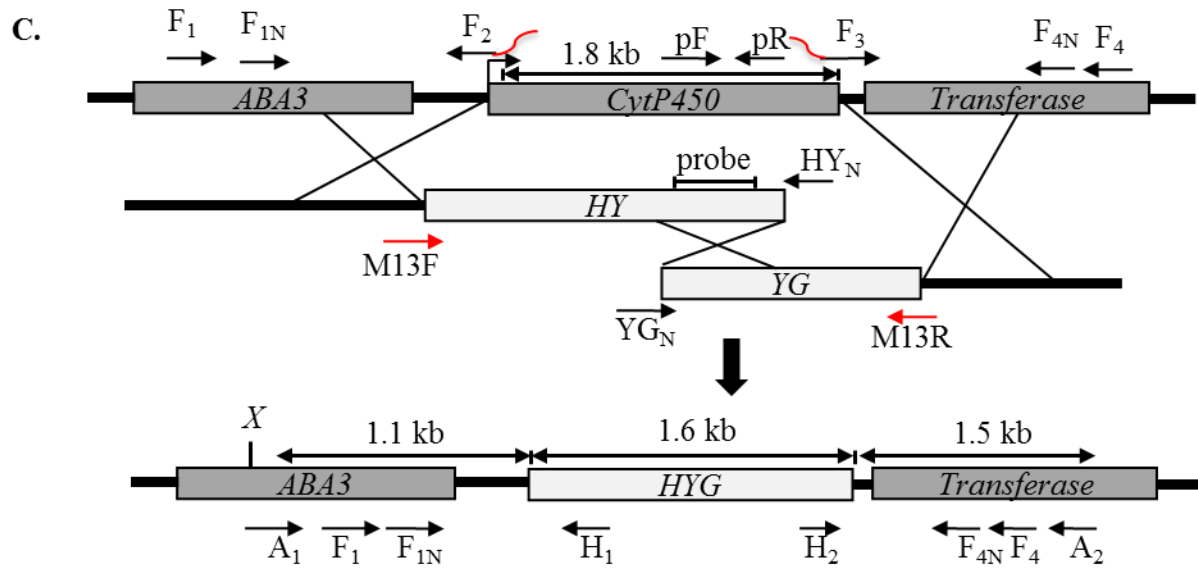 C.
F1 F1N F2 pF pR F3 F4N F4
1.8 kb
ABA3 CytP450 Transferase
probe HYN
HY
M13F
YG
YGN M13R
X 1.1 kb 1.6 kb 1.5 kb
ABA3 HYG Transferase
A1 F1 F1N H1 H2 F4N F4 A2